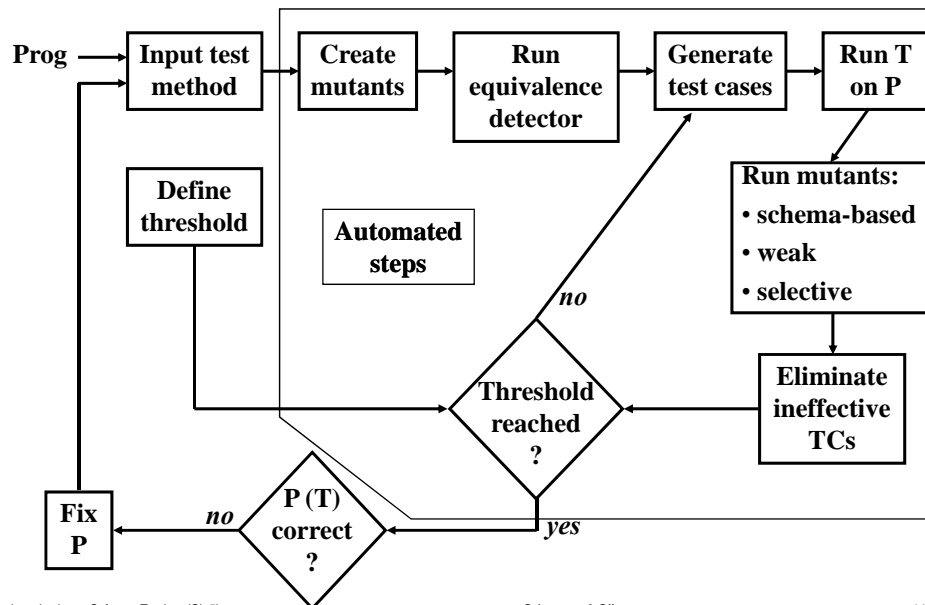 Prog
Input test
method
Create
mutants
Run
equivalence
detector
Generate
test cases
Run T
on P
Define
threshold
Automated
steps
Run mutants:
• schema-based
• weak
• selective
no
Threshold
reached
?
Eliminate
ineffective
TCs
yes
P (T)
correct
?
no
Fix
P